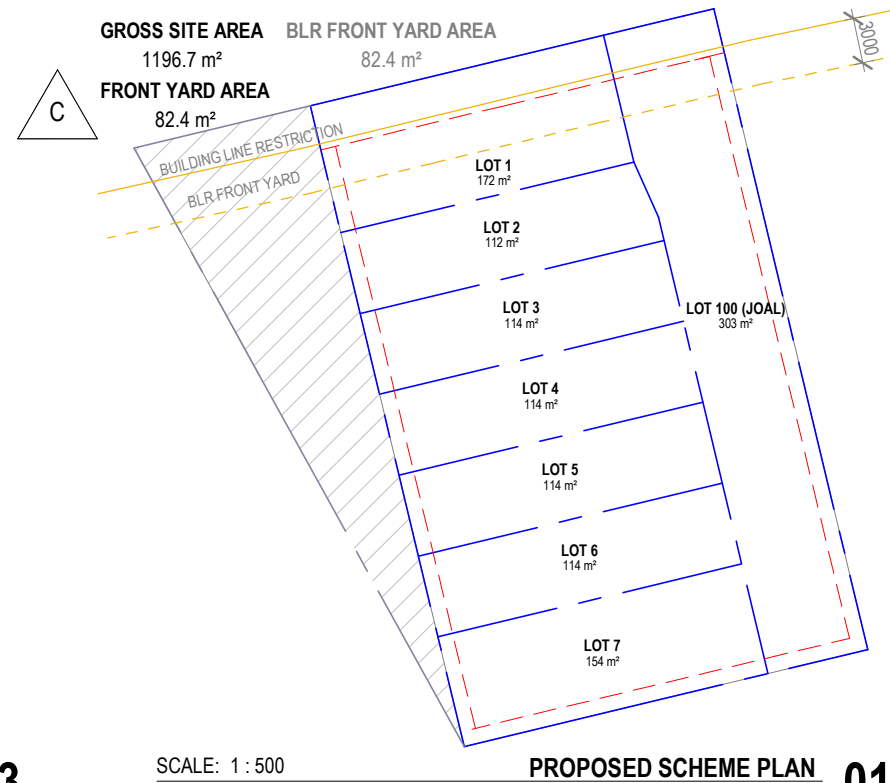 GROSS SITE AREA
1196.7 m²
BLR FRONT YARD AREA
82.4 m²
FRONT YARD AREA
82.4 m²
C
3000
BUILDING LINE RESTRICTION
BLR FRONT YARD
LOT 1
172 m²
LOT 2
112 m²
LOT 3
114 m²
LOT 100 (JOAL)
303 m²
LOT 4
114 m²
LOT 5
114 m²
LOT 6
114 m²
LOT 7
154 m²
3
SCALE: 1 : 500
PROPOSED SCHEME PLAN
01